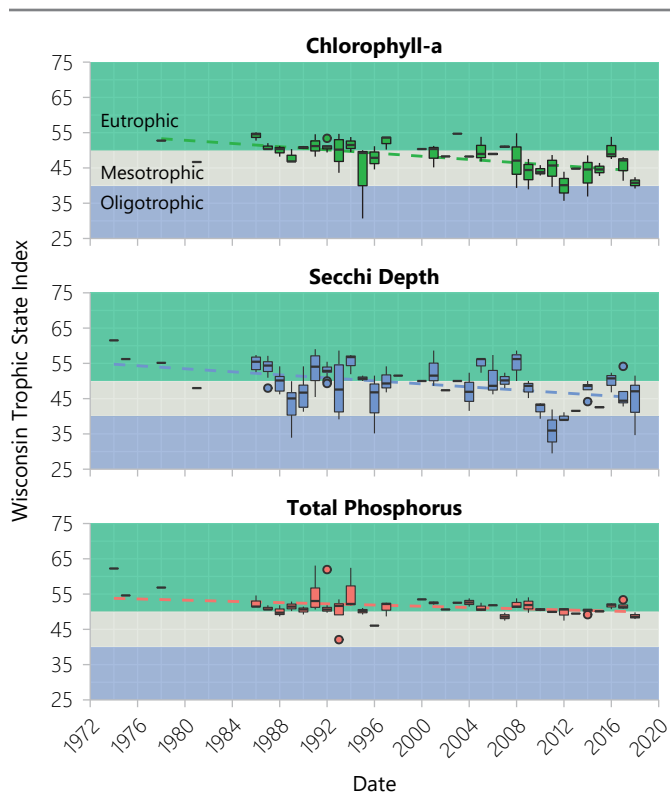 Chlorophyll-a
75
65
55
45
35
25
Eutrophic
Mesotrophic
Oligotrophic
Wisconsin Trophic State Index
Secchi Depth
75
65
55
45
35
25
Total Phosphorus
75
65
55
45
35
25
1972 1976 1980 1984 1988 1992 1996 2000 2004 2008 2012 2016 2020
Date